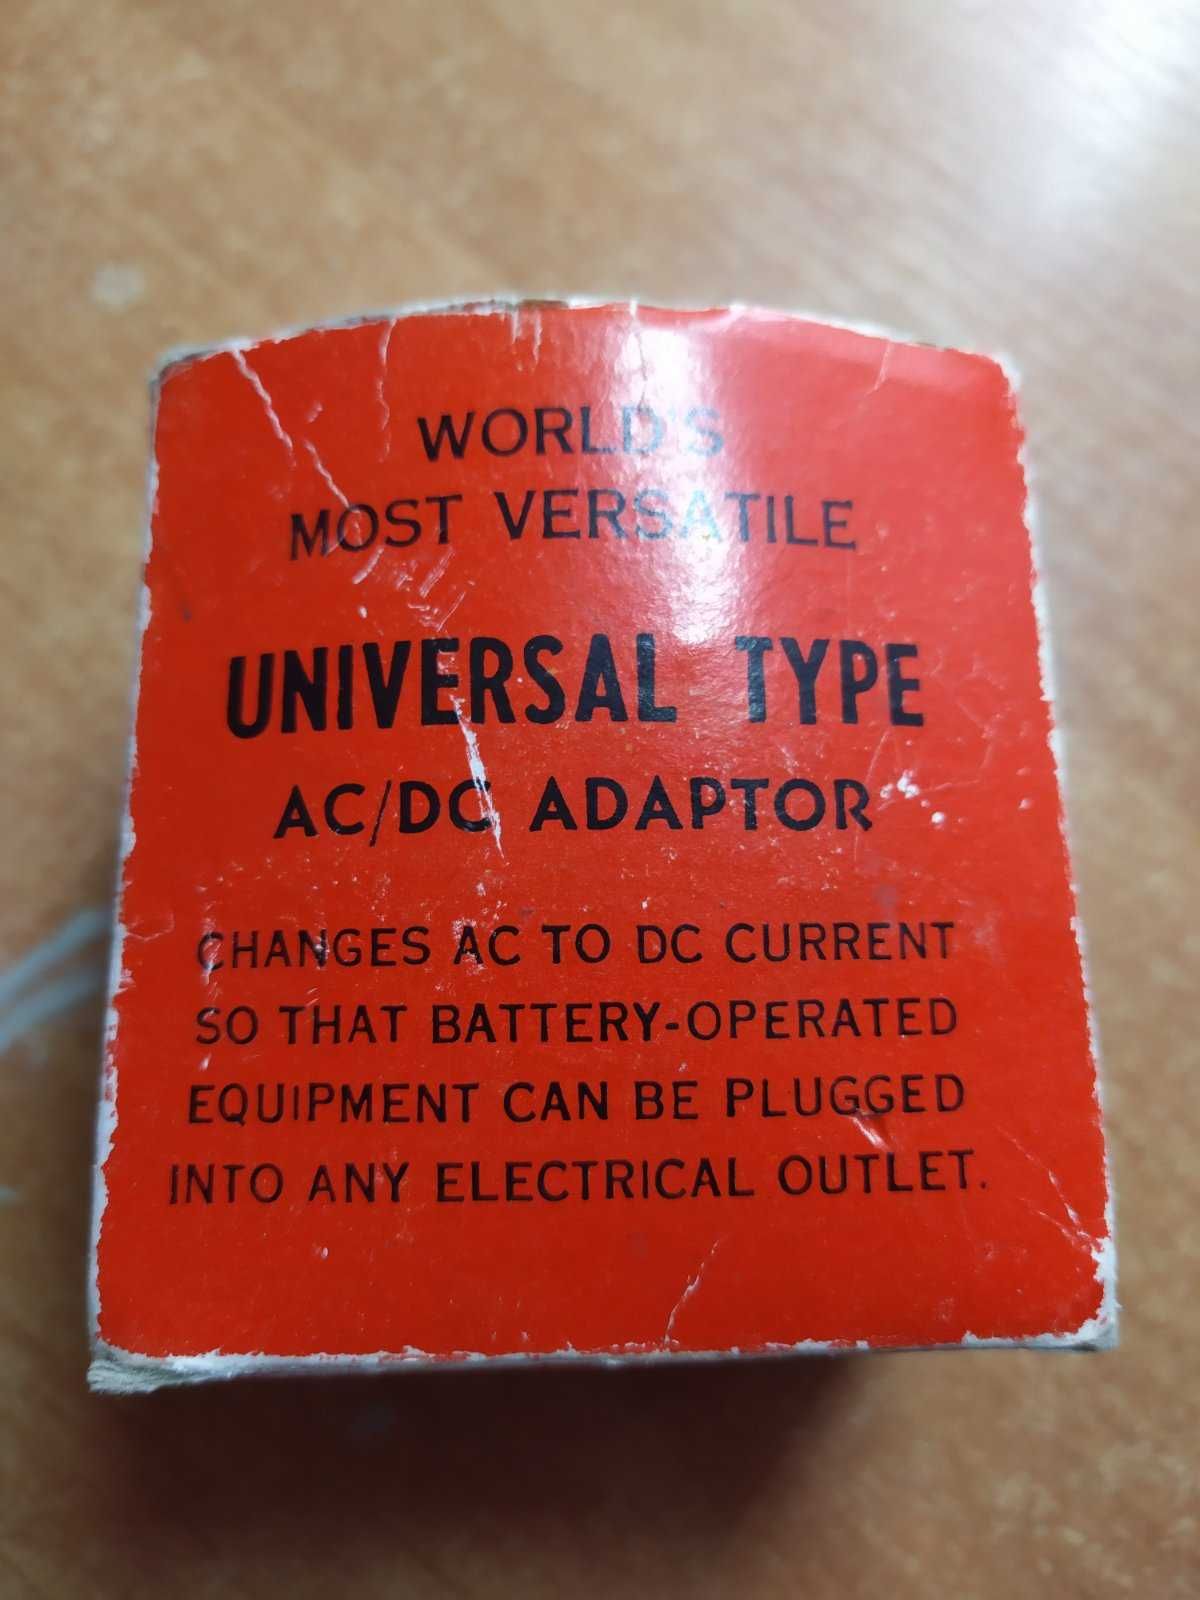 WORLD'S
MOST VERSATILE
UNIVERSAL TYPE
AC/DC ADAPTOR
CHANGES AC TO DC CURRENT
SO THAT BATTERY-OPERATED
EQUIPMENT CAN BE PLUGGED
INTO ANY ELECTRICAL OUTLET.